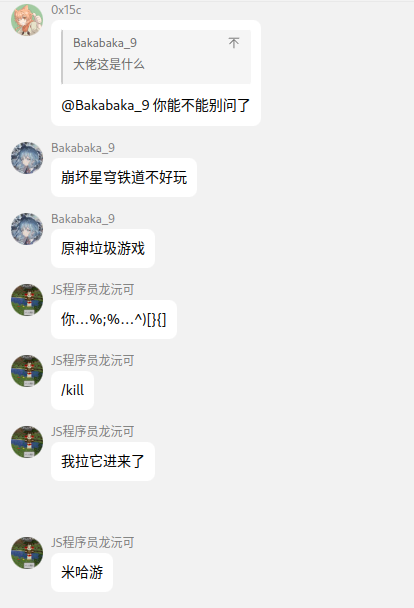 0x15c
Bakabaka_9
大佬这是什么
@Bakabaka_9 你能不能别问了
Bakabaka_9
崩坏星穹铁道不好玩
Bakabaka_9
原神垃圾游戏
JS程序员龙沅可
你...%;%...^)[}{]
JS程序员龙沅可
/kill
JS程序员龙沅可
我拉它进来了
JS程序员龙沅可
米哈游